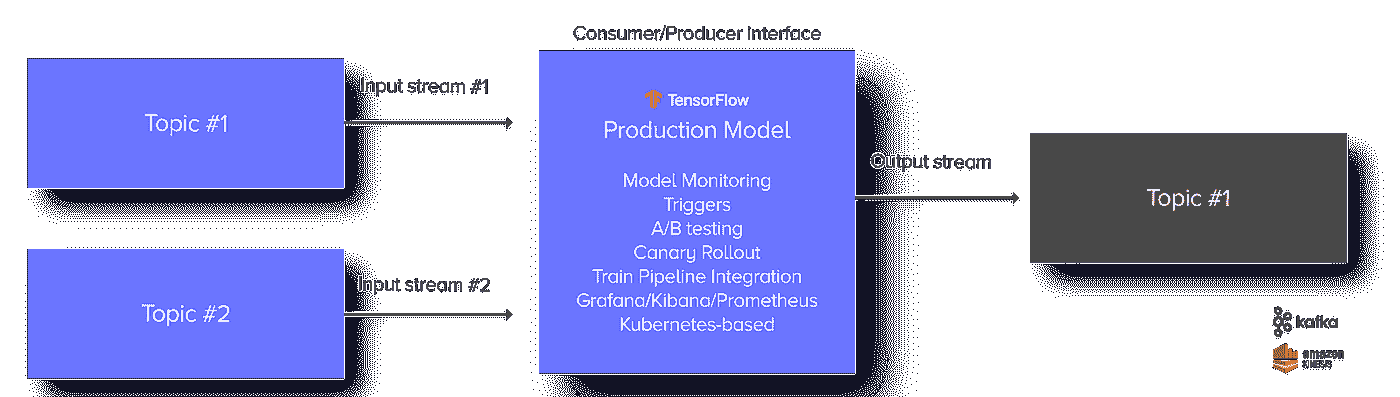 Consumer/Producer Interface
Topic #1
Input stream #1
Topic #2
Input stream #2
TensorFlow
Production Model
Model Monitoring
Triggers
A/B testing
Canary Rollout
Train Pipeline Integration
Grafana/Kibana/Prometheus
Kubernetes-based
Output stream
Topic #1
kafka
amazon